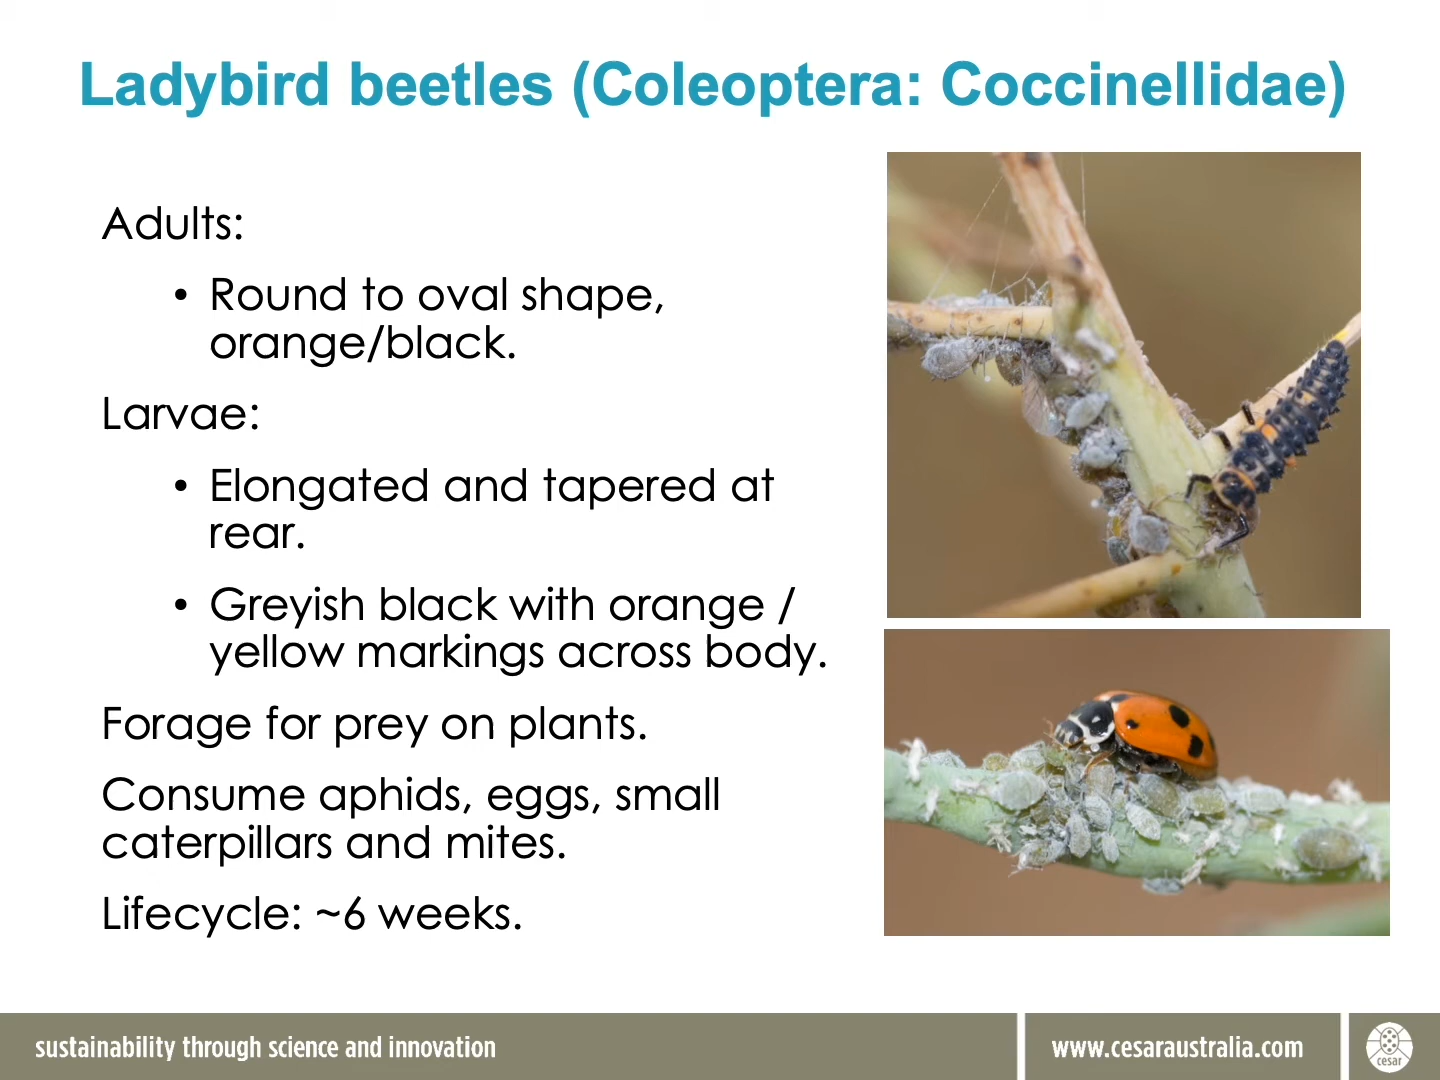 Ladybird beetles (Coleoptera: Coccinellidae)
Adults:
• Round to oval shape,
orange/black.
Larvae:
• Elongated and tapered at
rear.
• Greyish black with orange /
yellow markings across body.
Forage for prey on plants.
Consume aphids, eggs, small
caterpillars and mites.
Lifecycle: ~6 weeks.
sustainability through science and innovation
www.cesaraustralia.com
cesar